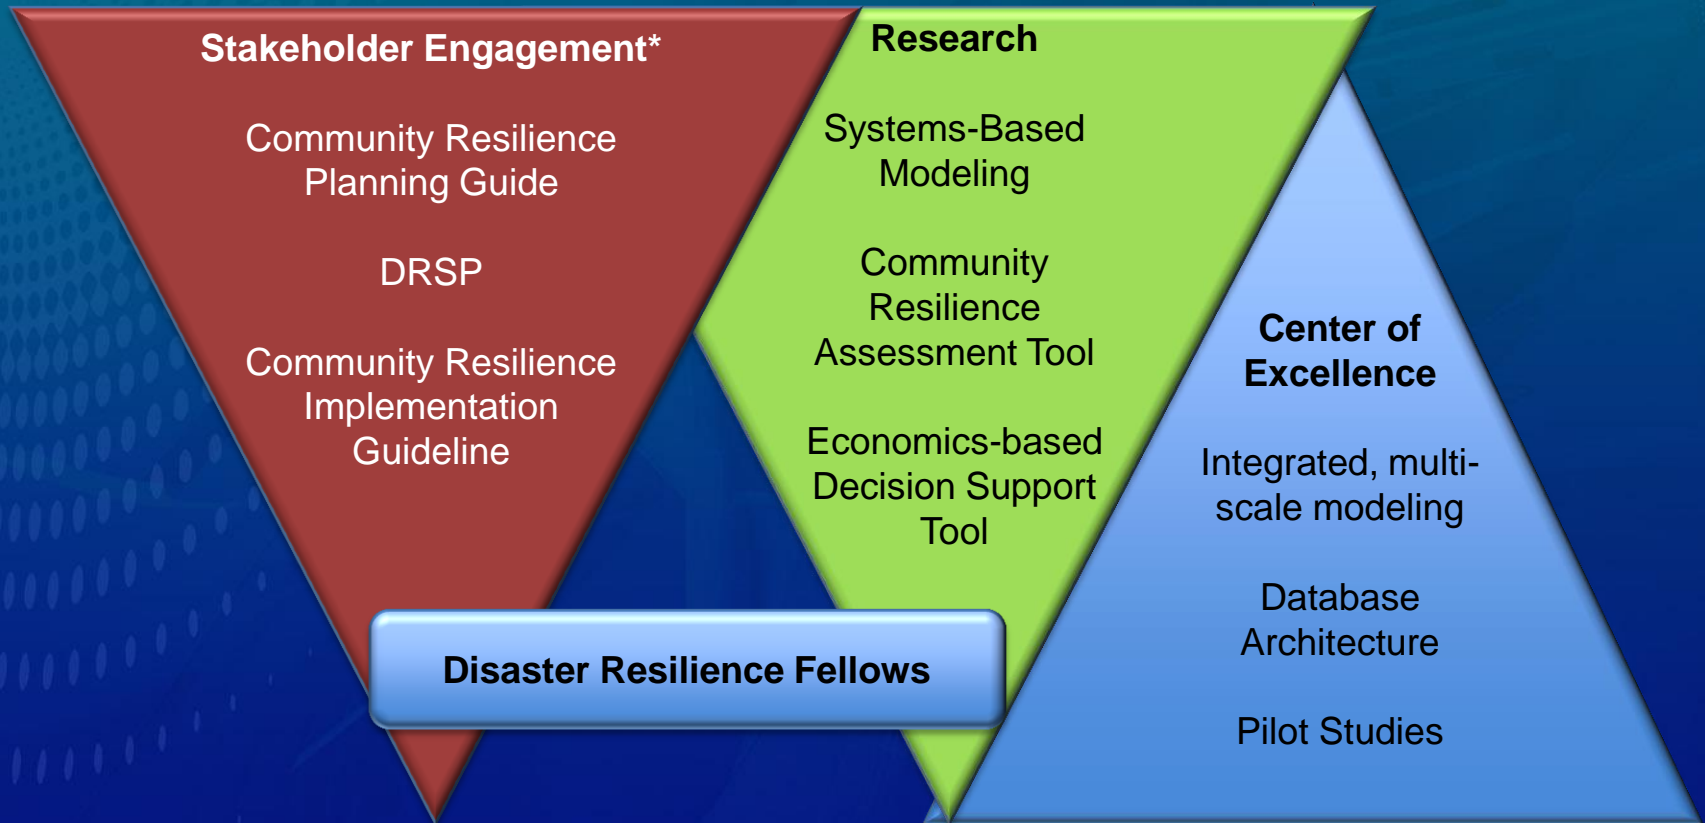 Stakeholder Engagement*
Community Resilience
Planning Guide
DRSP
Community Resilience
Implementation
Guideline
Research
Systems-Based
Modeling
Community
Resilience
Assessment Tool
Economics-based
Decision Support
Tool
Center of
Excellence
Integrated, multi-
scale modeling
Database
Architecture
Pilot Studies
Disaster Resilience Fellows